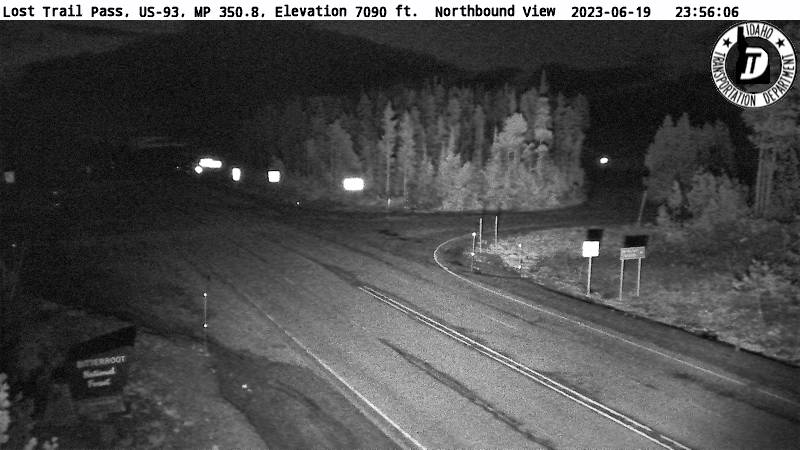 Lost Trail Pass, US-93, MP 350.8, Elevation 7090 ft. Northbound View 2023-06-19 23:56:06
IDAHO
TRANSPORTATION DEPARTMENT
BITTERROOT
National
Forest